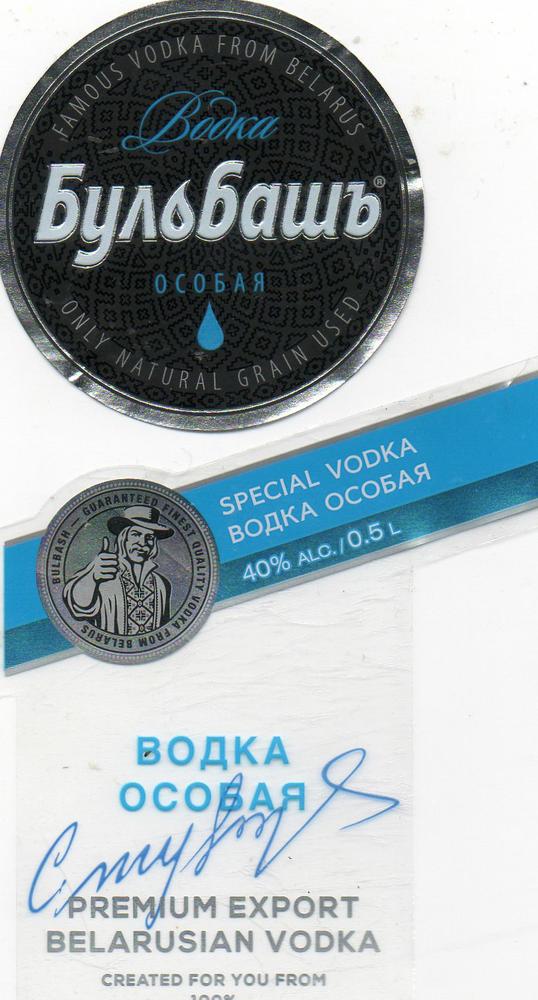 FAMOUS VODKA FROM BELARUS
Водка
Бульбашъ®
ОСОБАЯ
ONLY NATURAL GRAIN USED
SPECIAL VODKA
ВОДКА ОСОБАЯ
40% ALC. / 0.5 L
BULBASH — GUARANTEED FINEST QUALITY VODKA FROM BELARUS
ВОДКА
ОСОБАЯ
PREMIUM EXPORT
BELARUSIAN VODKA
CREATED FOR YOU FROM
100%